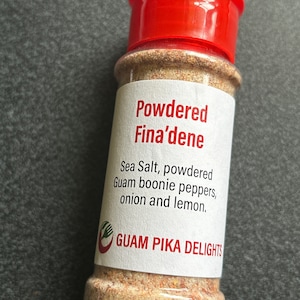 Powdered
Fina'dene
Sea Salt, powdered
Guam boonie peppers,
onion and lemon.
GUAM PIKA DELIGHTS